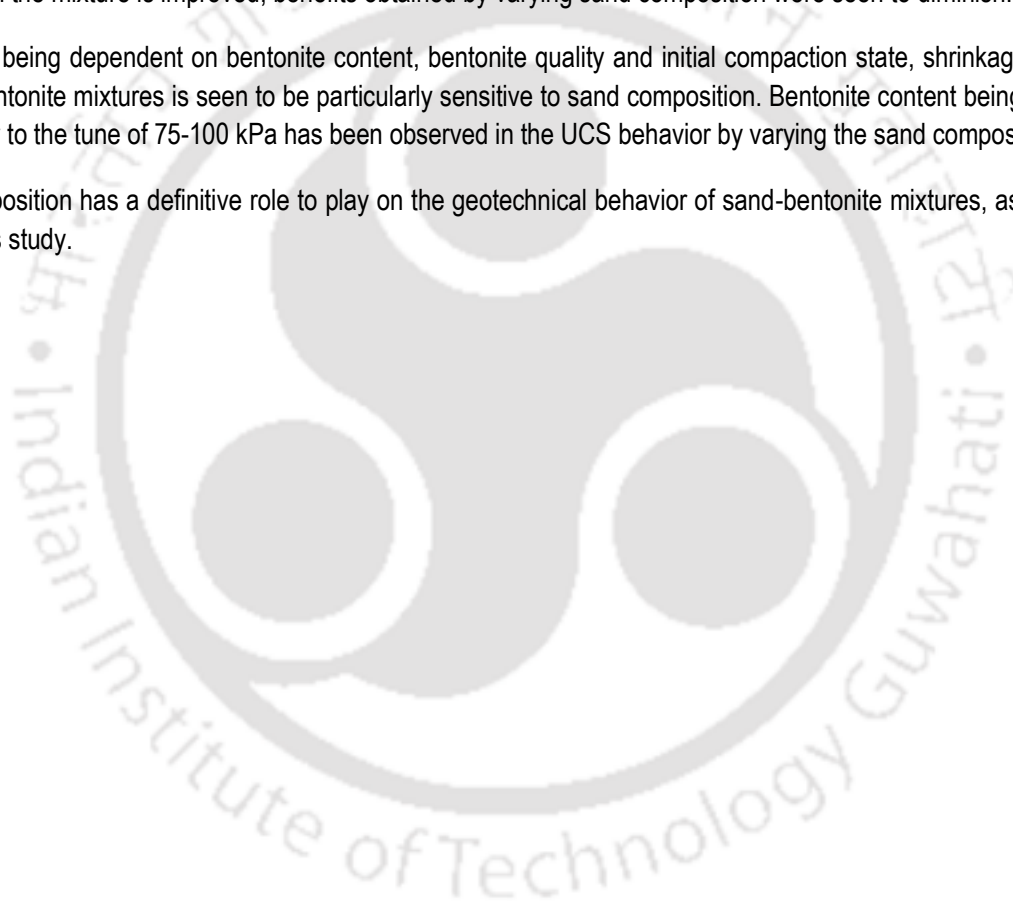 the mixture is improved, benefits obtained by varying sand composition were seen to diminish.
being dependent on bentonite content, bentonite quality and initial compaction state, shrinkag
ntonite mixtures is seen to be particularly sensitive to sand composition. Bentonite content being
to the tune of 75-100 kPa has been observed in the UCS behavior by varying the sand compos
position has a definitive role to play on the geotechnical behavior of sand-bentonite mixtures, as
s study.
Indian Institute of Technology Guwahati